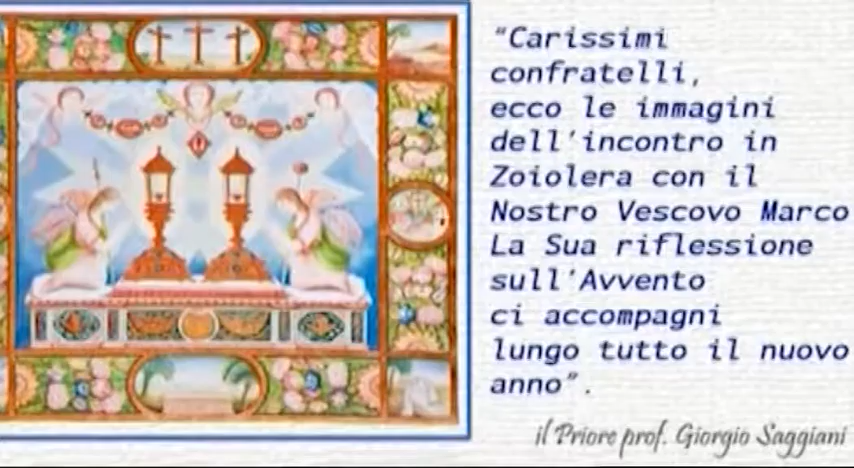 "Carissimi
confratelli,
ecco le immagini
dell'incontro in
Zoiolera con il
Nostro Vescovo Marco
La Sua riflessione
sull'Avvento
ci accompagni
lungo tutto il nuovo
anno".
il Priore prof. Giorgio Saggiani